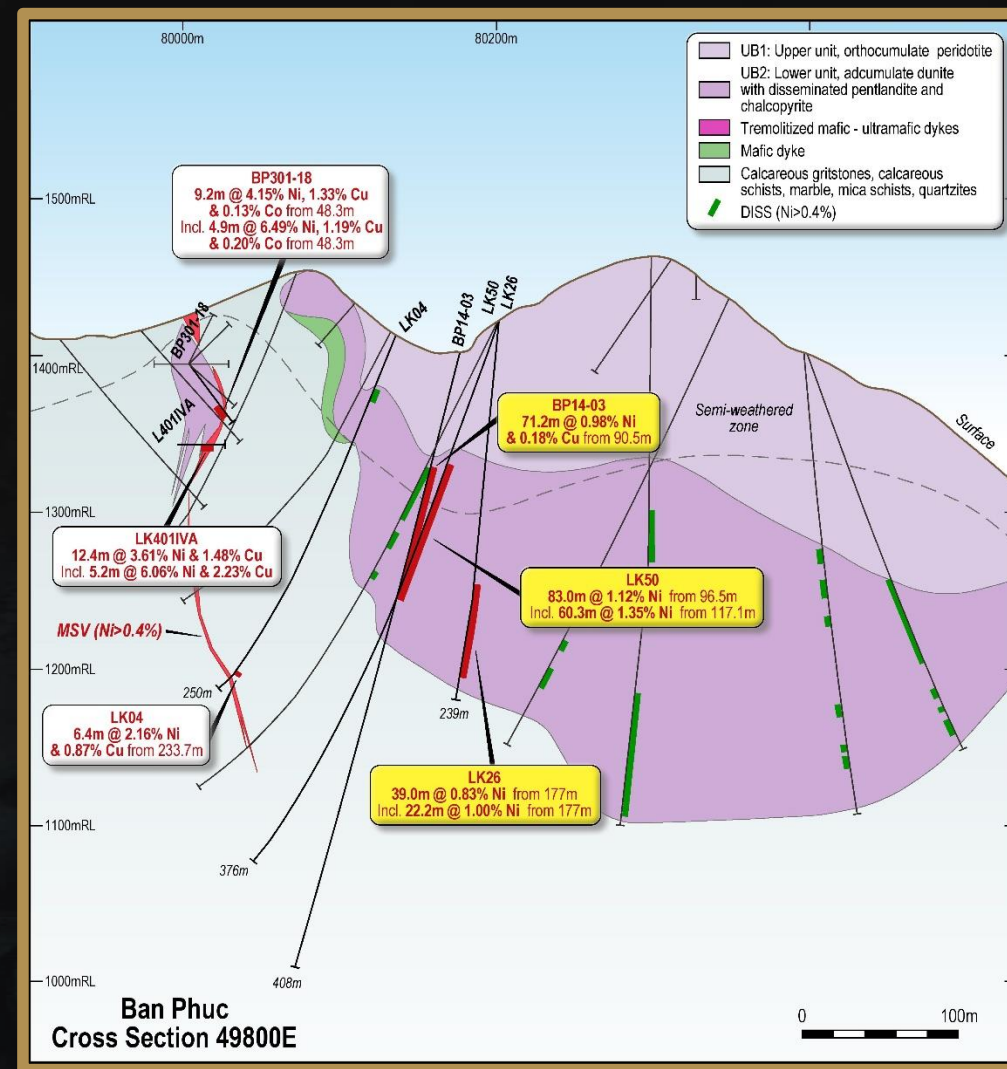 80000m
80200m
UB1: Upper unit, orthocumulate peridotite
UB2: Lower unit, adcumulate dunite
with disseminated pentlandite and
chalcopyrite
Tremolitized mafic - ultramafic dykes
Mafic dyke
Calcareous gritstones, calcareous
schists, marble, mica schists, quartzites
DISS (Ni>0.4%)
BP301-18
9.2m @ 4.15% Ni, 1.33% Cu
& 0.13% Co from 48.3m
Incl. 4.9m @ 6.49% Ni, 1.19% Cu
& 0.20% Co from 48.3m
1500mRL
BP301-18
LK04
BP14-03
LK50
LK26
1400mRL
L401IVA
BP14-03
71.2m @ 0.98% Ni
& 0.18% Cu from 90.5m
Semi-weathered
zone
Surface
1300mRL
LK401IVA
12.4m @ 3.61% Ni & 1.48% Cu
Incl. 5.2m @ 6.06% Ni & 2.23% Cu
LK50
83.0m @ 1.12% Ni from 96.5m
Incl. 60.3m @ 1.35% Ni from 117.1m
MSV (Ni>0.4%)
1200mRL
250m
239m
LK04
6.4m @ 2.16% Ni
& 0.87% Cu from 233.7m
LK26
39.0m @ 0.83% Ni from 177m
Incl. 22.2m @ 1.00% Ni from 177m
1100mRL
376m
1000mRL
408m
Ban Phuc
Cross Section 49800E
0
100m